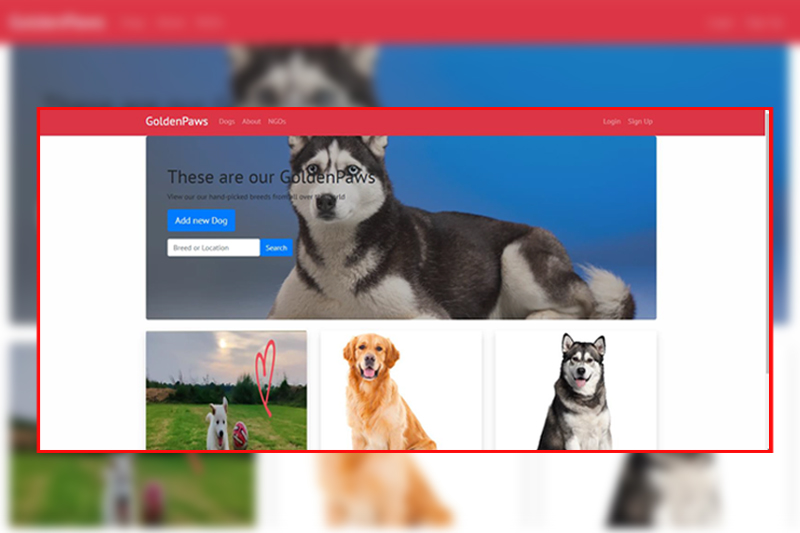 GoldenPaws Dogs About NGOs Login Sign Up
These are our GoldenPaws
View our our hand-picked breeds from all over the world
Add new Dog
Breed or Location Search